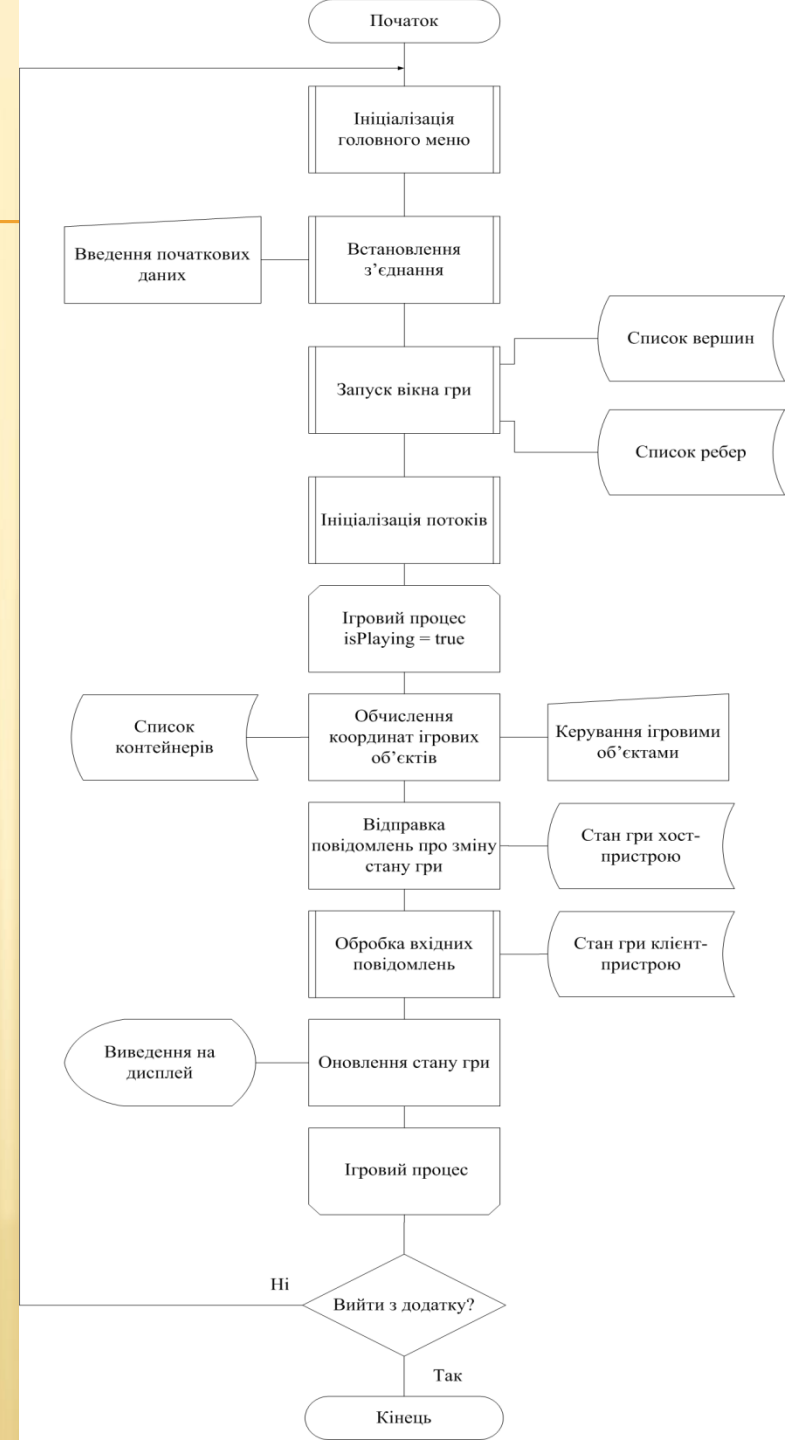 Початок
Ініціалізація
головного меню
Введення початкових
даних
Встановлення
з’єднання
Запуск вікна гри
Список вершин
Список ребер
Ініціалізація потоків
Ігровий процес
isPlaying = true
Список
контейнерів
Обчислення
координат ігрових
об’єктів
Керування ігровими
об’єктами
Відправка
повідомлень про зміну
стану гри
Стан гри хост-
пристрою
Обробка вхідних
повідомлень
Стан гри клієнт-
пристрою
Виведення на
дисплей
Оновлення стану гри
Ігровий процес
Ні
Вийти з додатку?
Так
Кінець